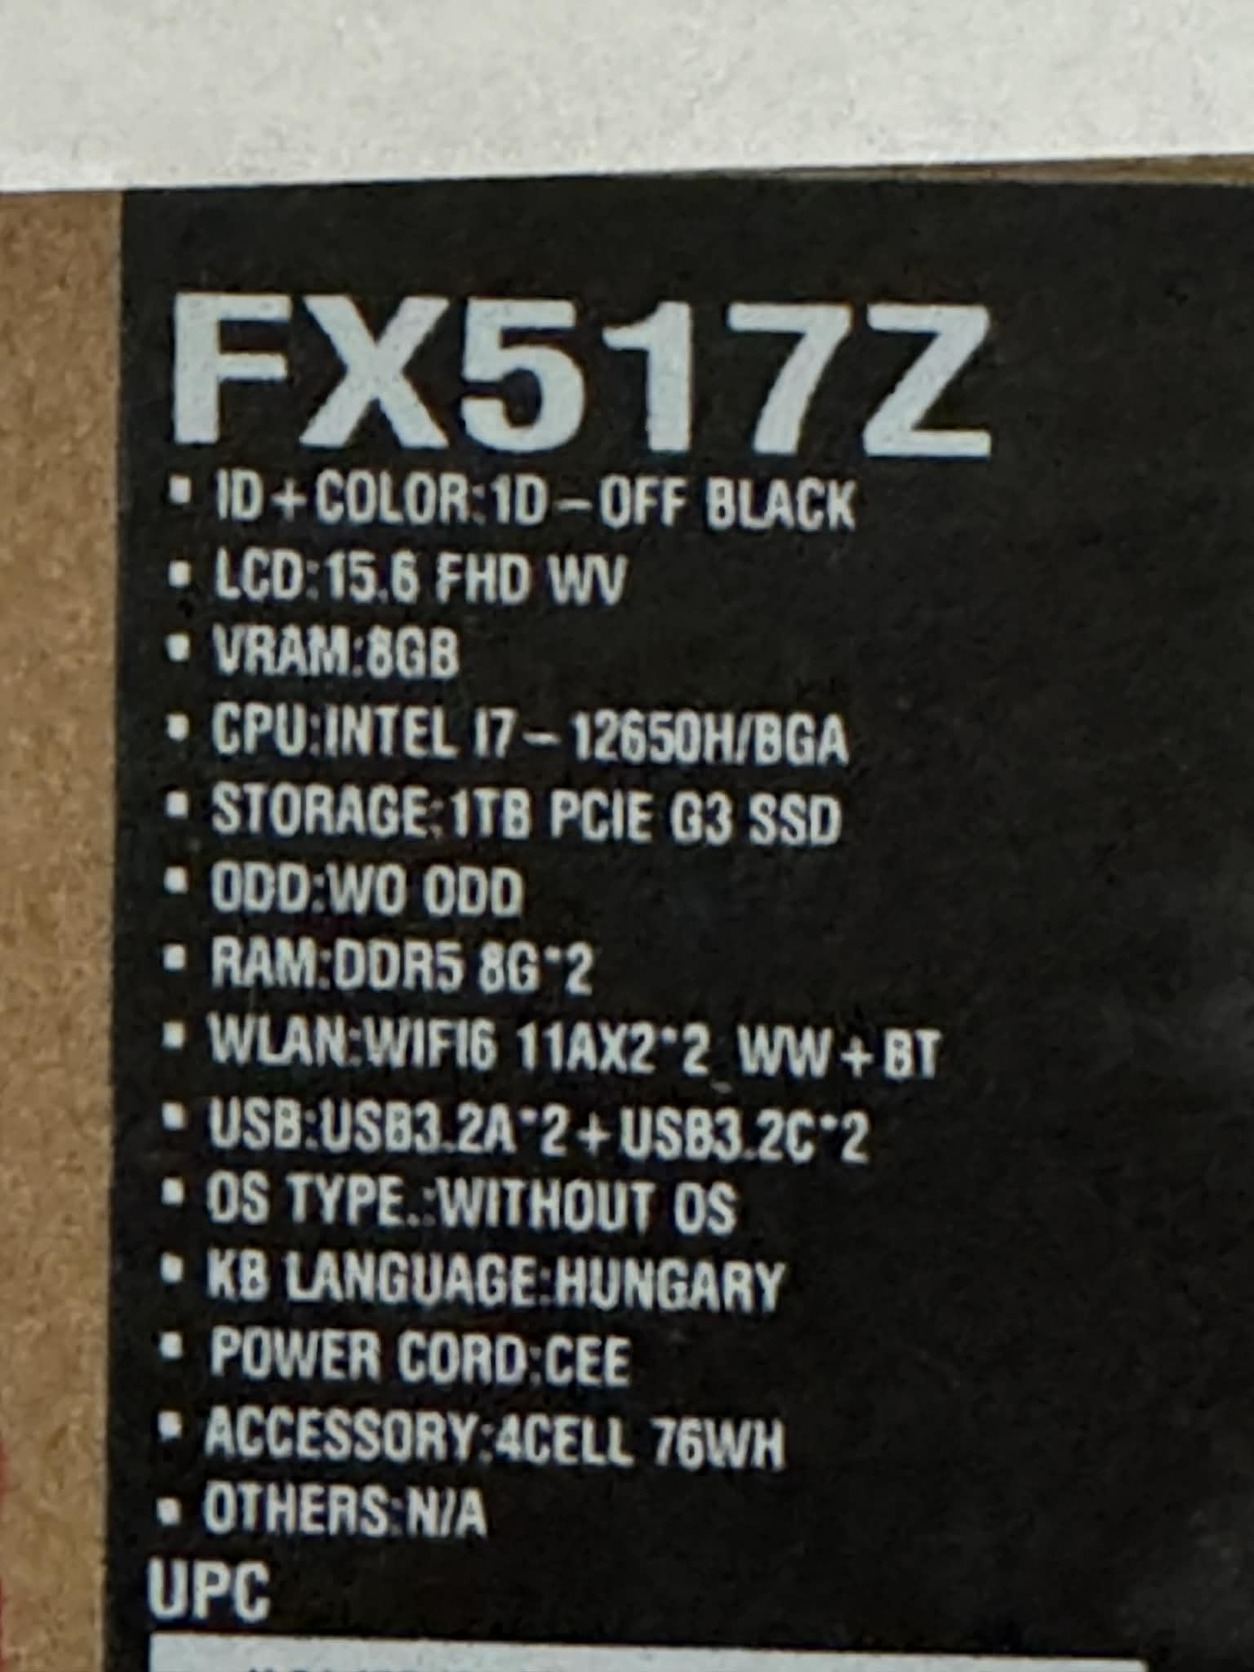 FX517Z
▪ ID+COLOR:1D–OFF BLACK
▪ LCD:15.6 FHD WV
▪ VRAM:8GB
▪ CPU:INTEL I7–12650H/BGA
▪ STORAGE:1TB PCIE G3 SSD
▪ ODD:WO ODD
▪ RAM:DDR5 8G*2
▪ WLAN:WIFI6 11AX2*2_WW+BT
▪ USB:USB3.2A*2+USB3.2C*2
▪ OS TYPE.:WITHOUT OS
▪ KB LANGUAGE:HUNGARY
▪ POWER CORD:CEE
▪ ACCESSORY:4CELL 76WH
▪ OTHERS:N/A
UPC